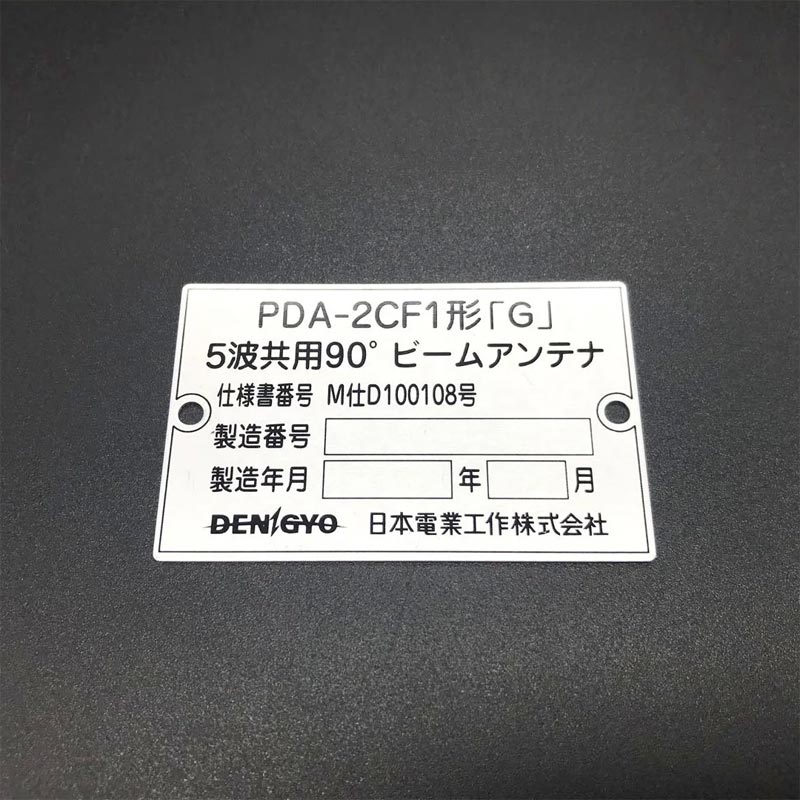 PDA-2CF1形「G」
5波共用90°ビームアンテナ
仕様書番号 M仕D100108号
製造番号
製造年月 年 月
DENGYO 日本電業工作株式会社